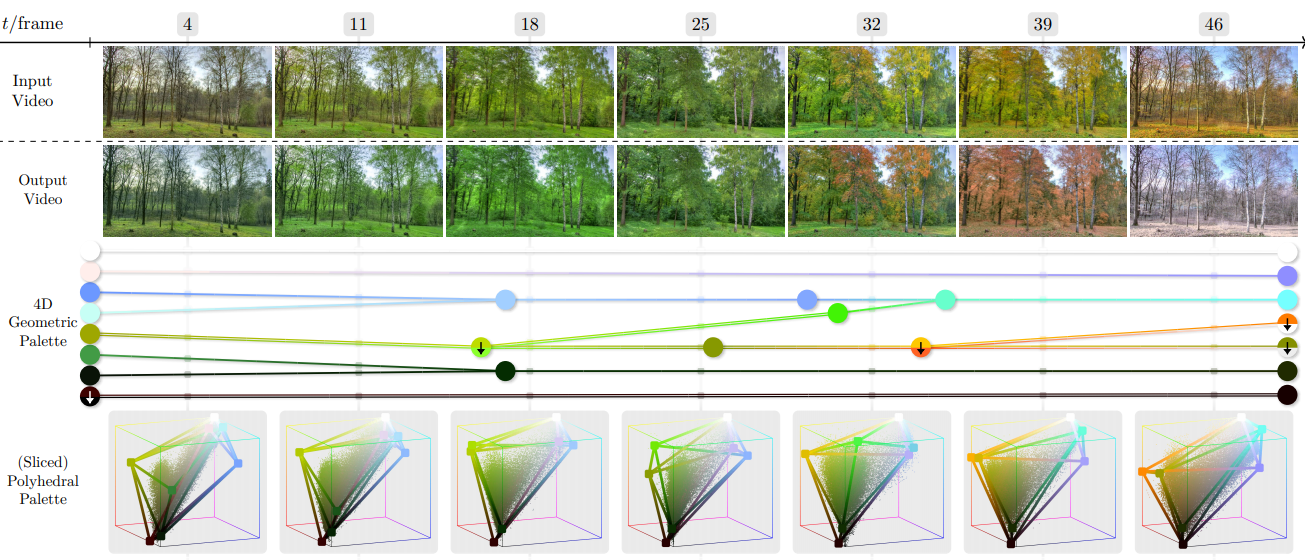 t/frame 4 11 18 25 32 39 46
Input
Video
Output
Video
4D
Geometric
Palette
(Sliced)
Polyhedral
Palette